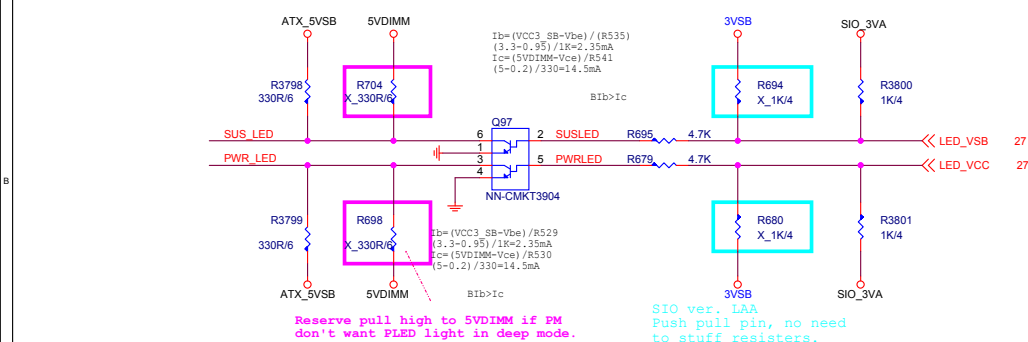 ATX_5VSB
5VDIMM
3VSB
SIO_3VA
Ib=(VCC3_SB-Vbe)/(R535)
(3.3-0.95)/1K=2.35mA
Ic=(5VDIMM-Vce)/R541
(5-0.2)/330=14.5mA
BIb>Ic
R3798
330R/6
R704
X_330R/6
R694
X_1K/4
R3800
1K/4
Q97
SUS_LED
6
2
SUSLED
R695
4.7K
LED_VSB
27
1
PWR_LED
3
5
PWRLED
R679
4.7K
LED_VCC
27
4
NN-CMKT3904
B
R3799
330R/6
R698
X_330R/6
R680
X_1K/4
R3801
1K/4
Ib=(VCC3_SB-Vbe)/R529
(3.3-0.95)/1K=2.35mA
Ic=(5VDIMM-Vce)/R530
(5-0.2)/330=14.5mA
BIb>Ic
ATX_5VSB
5VDIMM
3VSB
SIO_3VA
Reserve pull high to 5VDIMM if PM
don't want PLED light in deep mode.
SIO ver. LAA
Push pull pin, no need
to stuff resisters.